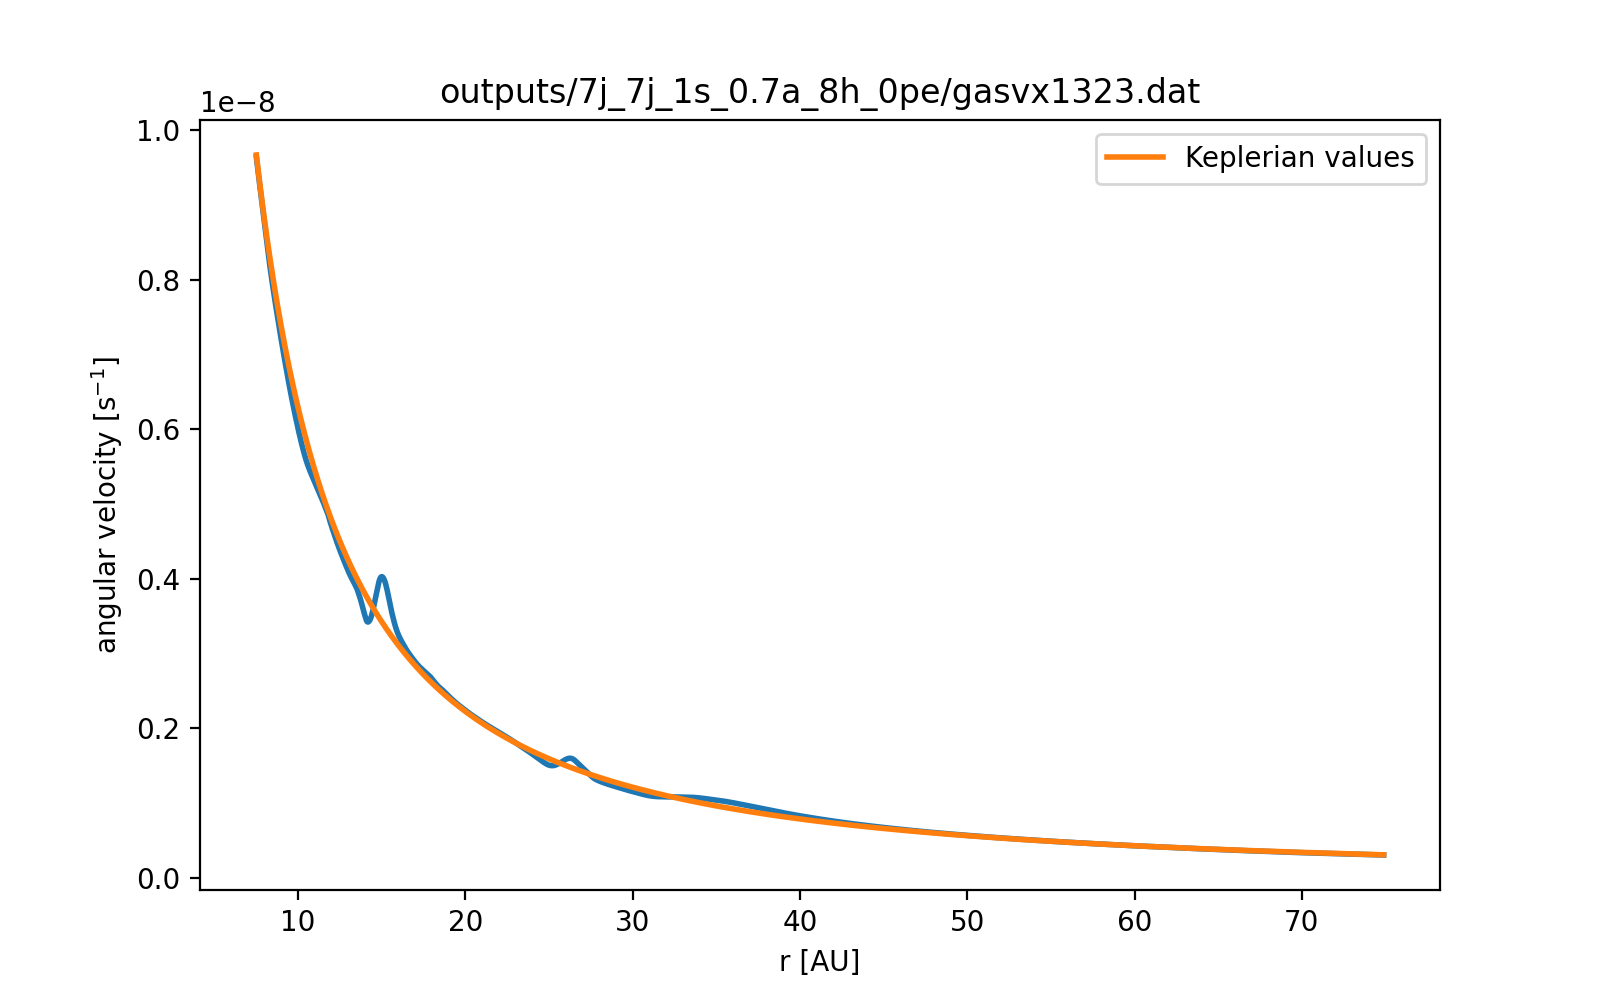 outputs/7j_7j_1s_0.7a_8h_0pe/gasvx1323.dat
1e−8
Keplerian values
1.0
0.8
0.6
0.4
0.2
0.0
angular velocity [s⁻¹]
10 20 30 40 50 60 70
r [AU]